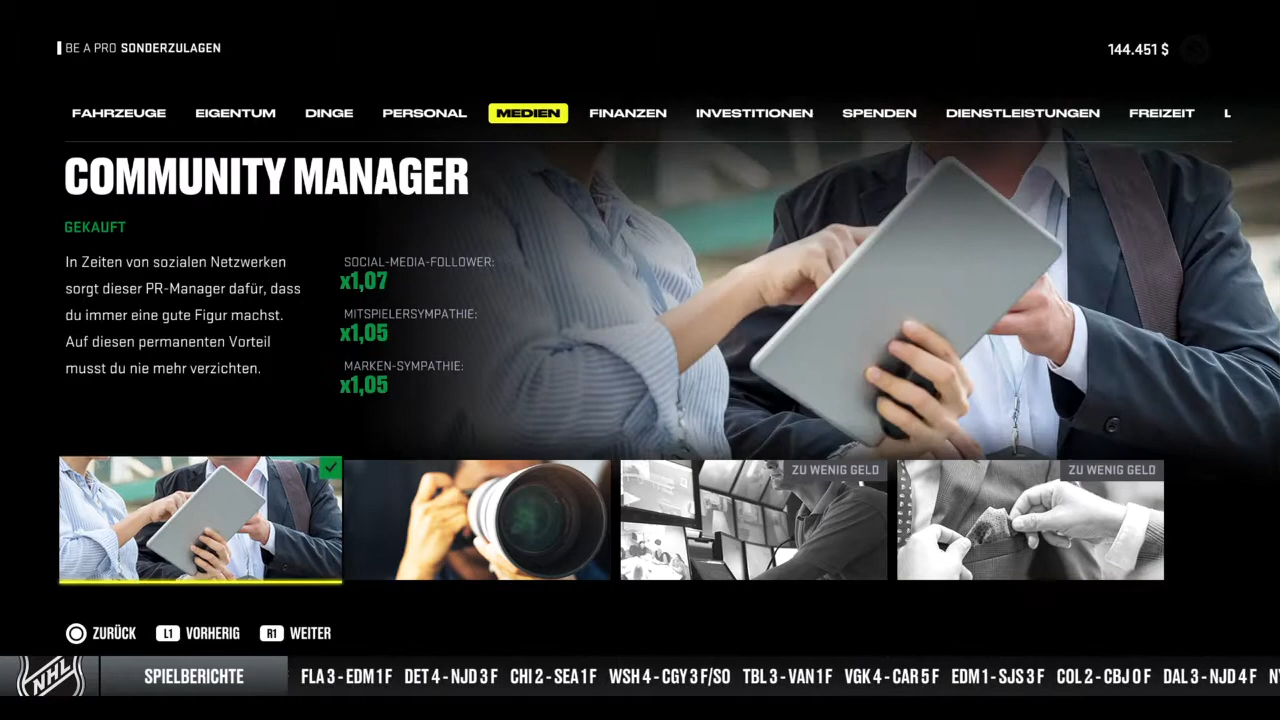 BE A PRO SONDERZULAGEN
144.451 $
FAHRZEUGE EIGENTUM DINGE PERSONAL MEDIEN FINANZEN INVESTITIONEN SPENDEN DIENSTLEISTUNGEN FREIZEIT L
COMMUNITY MANAGER
GEKAUFT
In Zeiten von sozialen Netzwerken
sorgt dieser PR-Manager dafür, dass
du immer eine gute Figur machst.
Auf diesen permanenten Vorteil
musst du nie mehr verzichten.
SOCIAL-MEDIA-FOLLOWER:
x1,07
MITSPIELERSYMPATHIE:
x1,05
MARKEN-SYMPATHIE:
x1,05
ZU WENIG GELD
ZU WENIG GELD
ZURÜCK L1 VORHERIG R1 WEITER
NHL SPIELBERICHTE FLA 3 - EDM 1 F DET 4 - NJD 3 F CHI 2 - SEA 1 F WSH 4 - CGY 3 F/SO TBL 3 - VAN 1 F VGK 4 - CAR 5 F EDM 1 - SJS 3 F COL 2 - CBJ 0 F DAL 3 - NJD 4 F